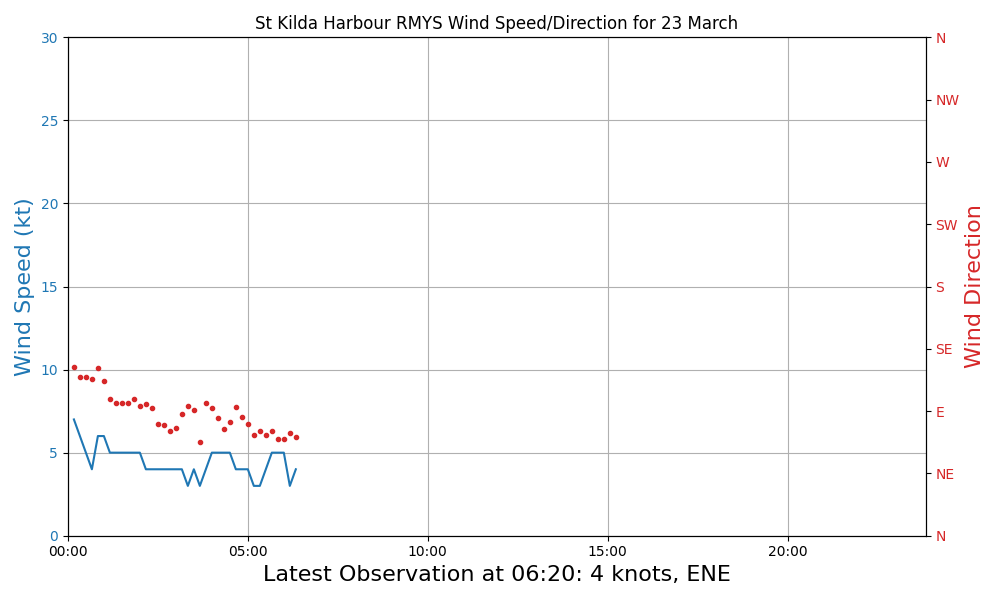 St Kilda Harbour RMYS Wind Speed/Direction for 23 March
Wind Speed (kt)
30
25
20
15
10
5
0
N
NW
W
SW
S
SE
E
NE
N
Wind Direction
00:00 05:00 10:00 15:00 20:00
Latest Observation at 06:20: 4 knots, ENE